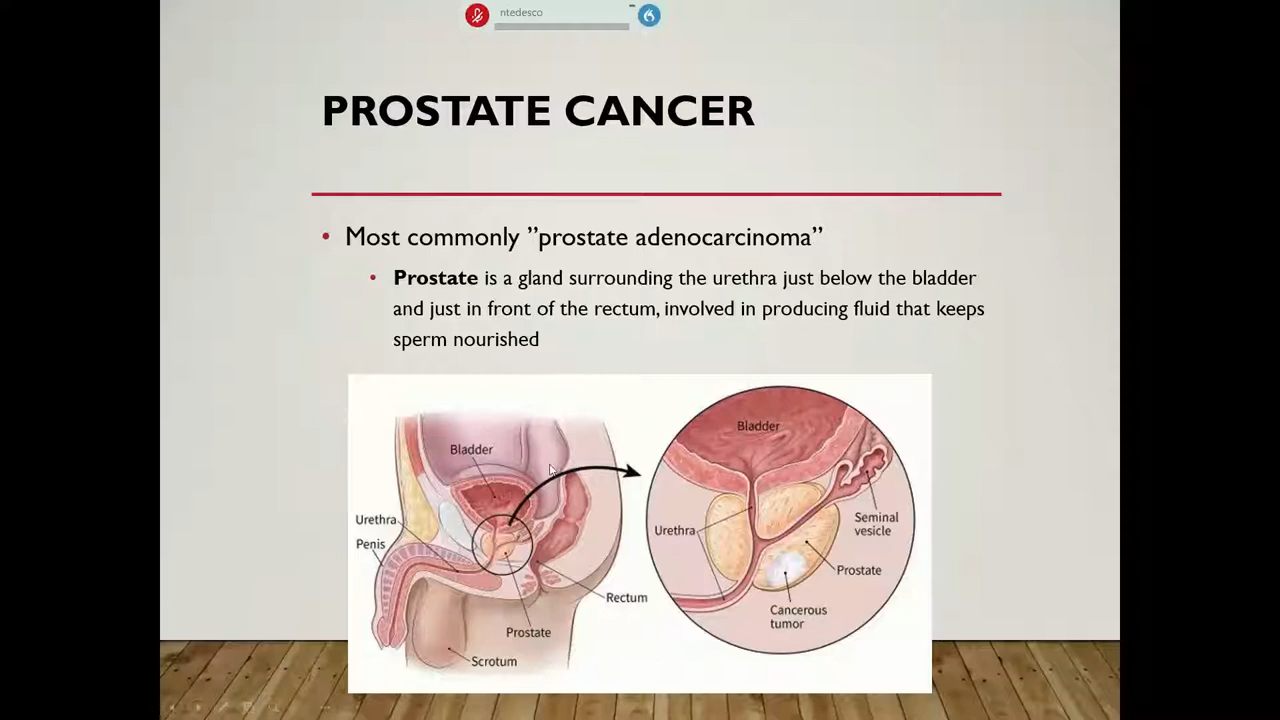 ntedesco
PROSTATE CANCER
• Most commonly ”prostate adenocarcinoma”
• Prostate is a gland surrounding the urethra just below the bladder
and just in front of the rectum, involved in producing fluid that keeps
sperm nourished
Bladder
Urethra
Penis
Rectum
Prostate
Scrotum
Bladder
Urethra
Seminal
vesicle
Prostate
Cancerous
tumor